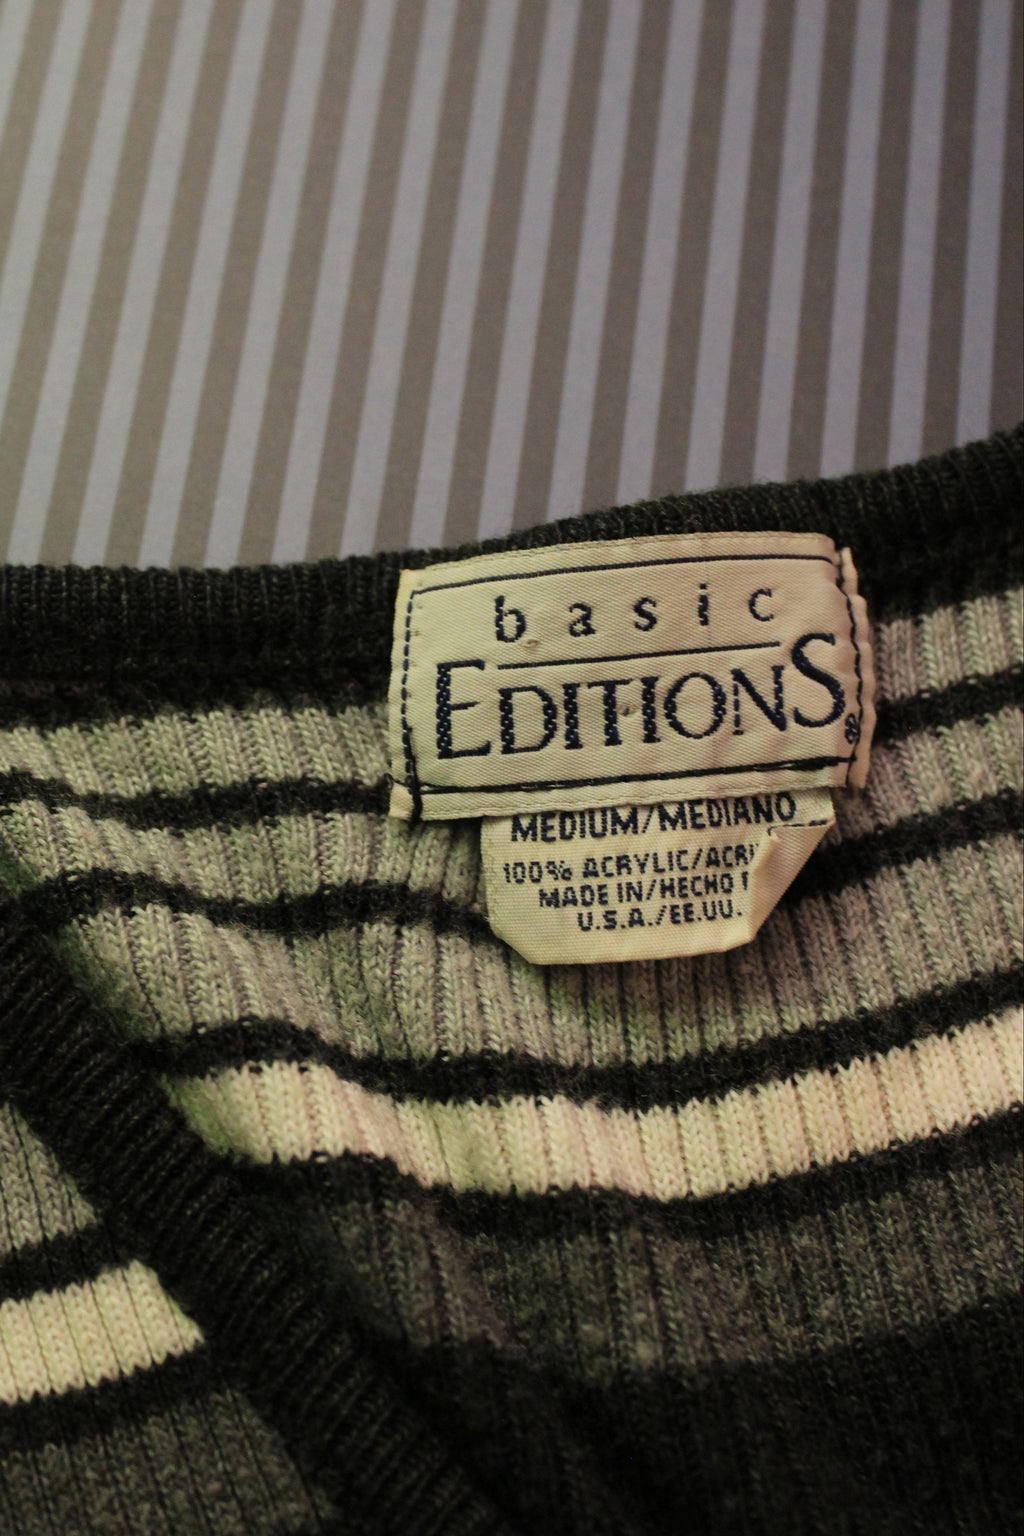 basic
EDITIONS ®
MEDIUM/MEDIANO
100% ACRYLIC/
MADE IN/HECHO
U.S.A./EE.UU.